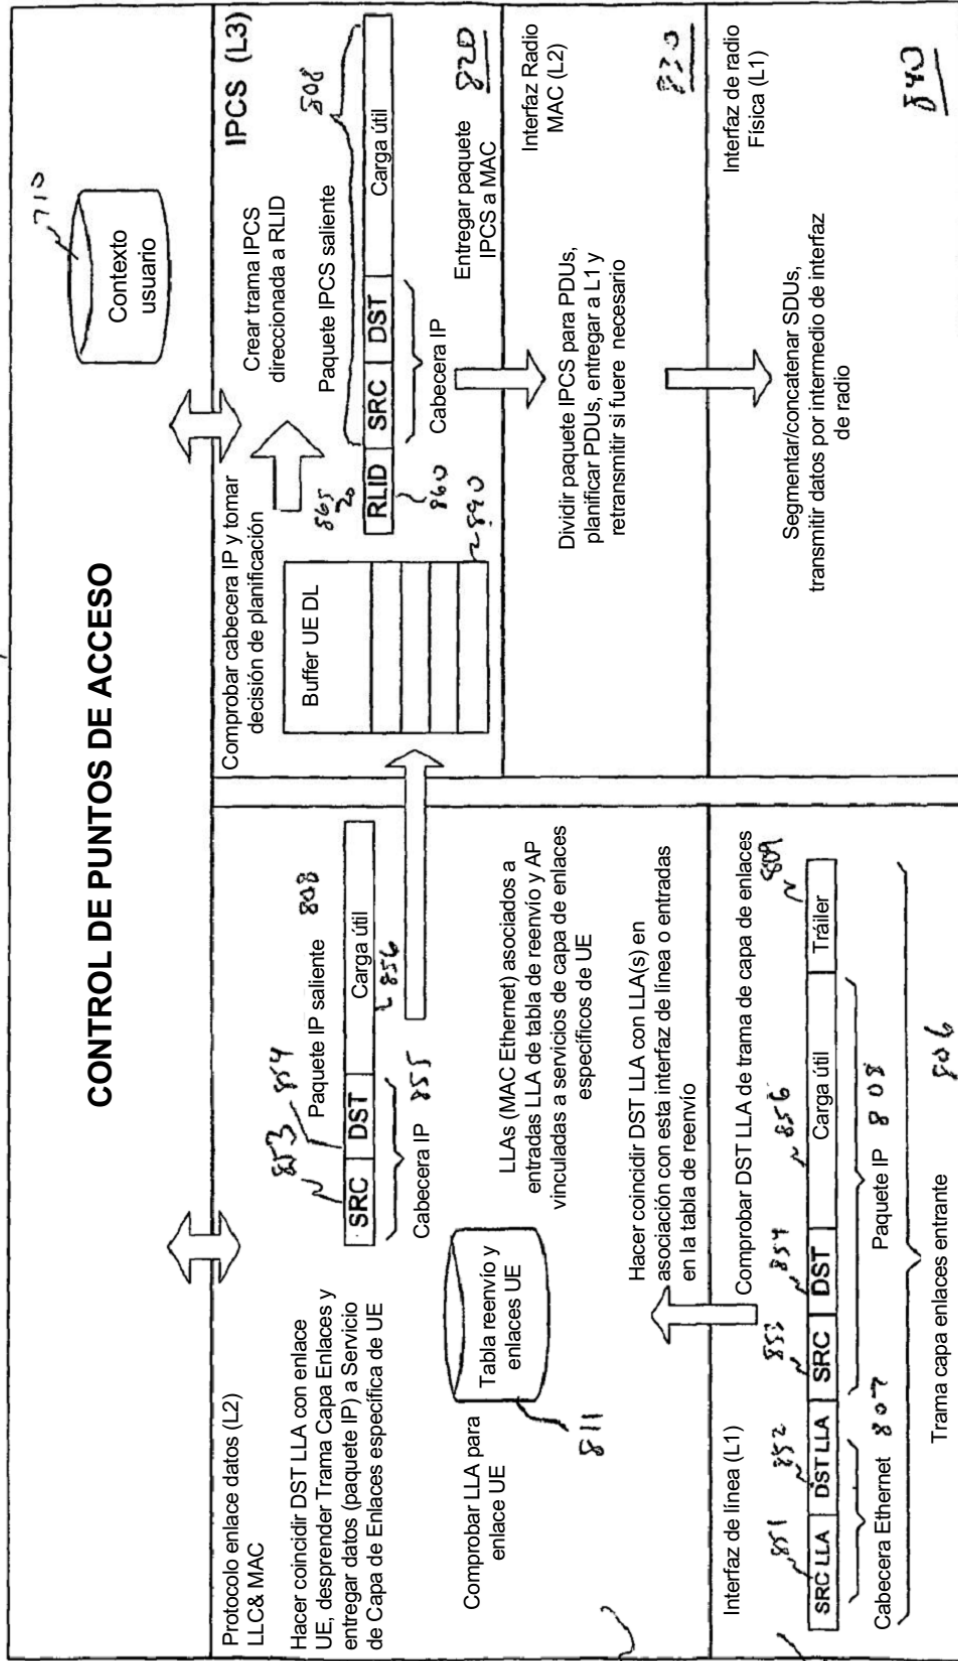 CONTROL DE PUNTOS DE ACCESO
710
Contexto
usuario
Protocolo enlace datos (L2)
LLC& MAC
Hacer coincidir DST LLA con enlace
UE, desprender Trama Capa Enlaces y
entregar datos (paquete IP) a Servicio
de Capa de Enlaces específica de UE
853
854
Paquete IP saliente
808
SRC DST Carga útil
Cabecera IP 855
856
Comprobar LLA para
enlace UE
Tabla reenvío y
enlaces UE
811
LLAs (MAC Ethernet) asociados a
entradas LLA de tabla de reenvío y AP
vinculadas a servicios de capa de enlaces
específicos de UE
Hacer coincidir DST LLA con LLA(s) en
asociación con esta interfaz de línea o entradas
en la tabla de reenvío
Interfaz de línea (L1)
Comprobar DST LLA de trama de capa de enlaces
851 852 853 854 856 809
SRC LLA DST LLA SRC DST Carga útil Tráiler
Cabecera Ethernet 807
Paquete IP 808
Trama capa enlaces entrante 806
Comprobar cabecera IP y tomar
decisión de planificación
IPCS (L3)
Buffer UE DL
890
Crear trama IPCS
direccionada a RLID
Paquete IPCS saliente
808
865
RLID SRC DST Carga útil
860
Cabecera IP
Entregar paquete
IPCS a MAC
820
Interfaz Radio
MAC (L2)
Dividir paquete IPCS para PDUs,
planificar PDUs, entregar a L1 y
retransmitir si fuere necesario
830
Interfaz de radio
Física (L1)
Segmentar/concatenar SDUs,
transmitir datos por intermedio de interfaz
de radio
840